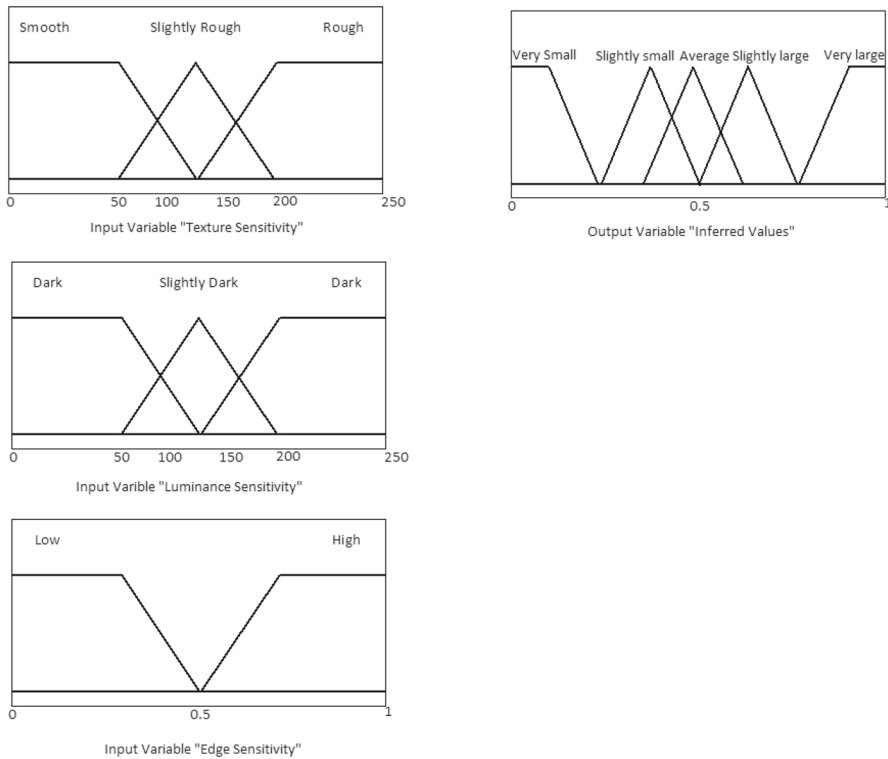 Smooth Slightly Rough Rough
0 50 100 150 200 250
Input Variable "Texture Sensitivity"
Very Small Slightly small Average Slightly large Very large
0 0.5 1
Output Variable "Inferred Values"
Dark Slightly Dark Dark
0 50 100 150 200 250
Input Varible "Luminance Sensitivity"
Low High
0 0.5 1
Input Variable "Edge Sensitivity"